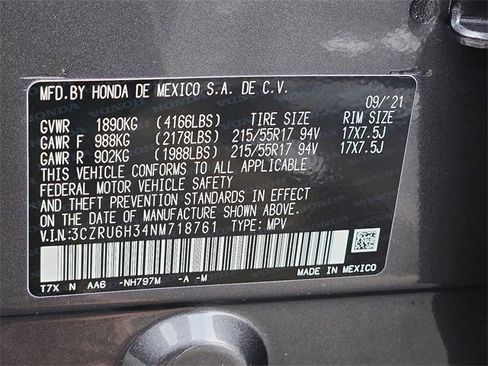 MFD.BY HONDA DE MEXICO S.A. DE C.V.
09/'21
GVWR 1890KG (4166LBS) TIRE SIZE RIM SIZE
GAWR F 988KG (2178LBS) 215/55R17 94V 17X7.5J
GAWR R 902KG (1988LBS) 215/55R17 94V 17X7.5J
THIS VEHICLE CONFORMS TO ALL APPLICABLE
FEDERAL MOTOR VEHICLE SAFETY
AND THEFT PREVENTION STANDARDS IN EFFECT
ON THE DATE OF MANUFACTURE SHOWN ABOVE.
V.I.N:3CZRU6H34NM718761 TYPE: MPV
T7X N AA6 -NH797M -A -M MADE IN MEXICO